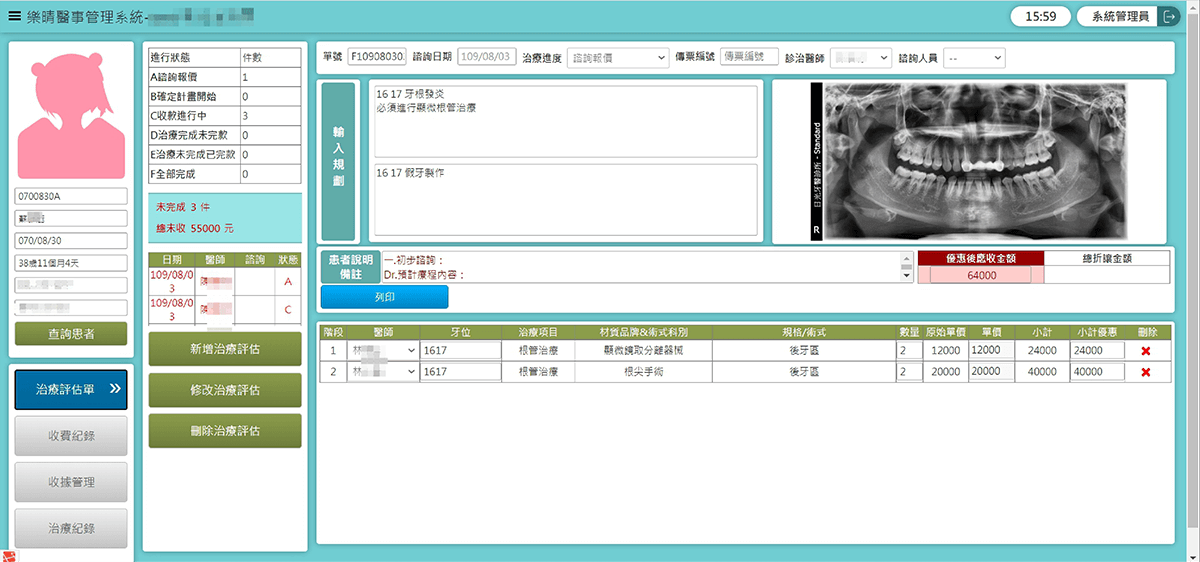 樂晴醫事管理系統-
15:59
系統管理員
0700830A
070/08/30
38歲11個月4天
查詢患者
治療評估單 »
收費紀錄
收據管理
治療紀錄
進行狀態 件數
A諮詢報價 1
B確定計畫開始 0
C收款進行中 3
D治療完成未完款 0
E治療未完成已完款 0
F全部完成 0
未完成 3 件
總未收 55000 元
日期 醫師 諮詢 狀態
109/08/03 A
109/08/03 C
新增治療評估
修改治療評估
刪除治療評估
單號 F10908030 諮詢日期 109/08/03 治療進度 諮詢報價 傳票編號 傳票編號 診治醫師 諮詢人員 --
輸入規劃
16 17 牙根發炎
必須進行顯微根管治療
16 17 假牙製作
日光牙醫診所 - Standard
R
患者說明
備註
一.初步諮詢：
Dr.預計療程內容：
優惠後應收金額 總折讓金額
64000
列印
階段 醫師 牙位 治療項目 材質品牌&術式科別 規格/術式 數量 原始單價 單價 小計 小計優惠 刪除
1 林 1617 根管治療 顯微鏡取分離器械 後牙區 2 12000 12000 24000 24000
2 林 1617 根管治療 根尖手術 後牙區 2 20000 20000 40000 40000